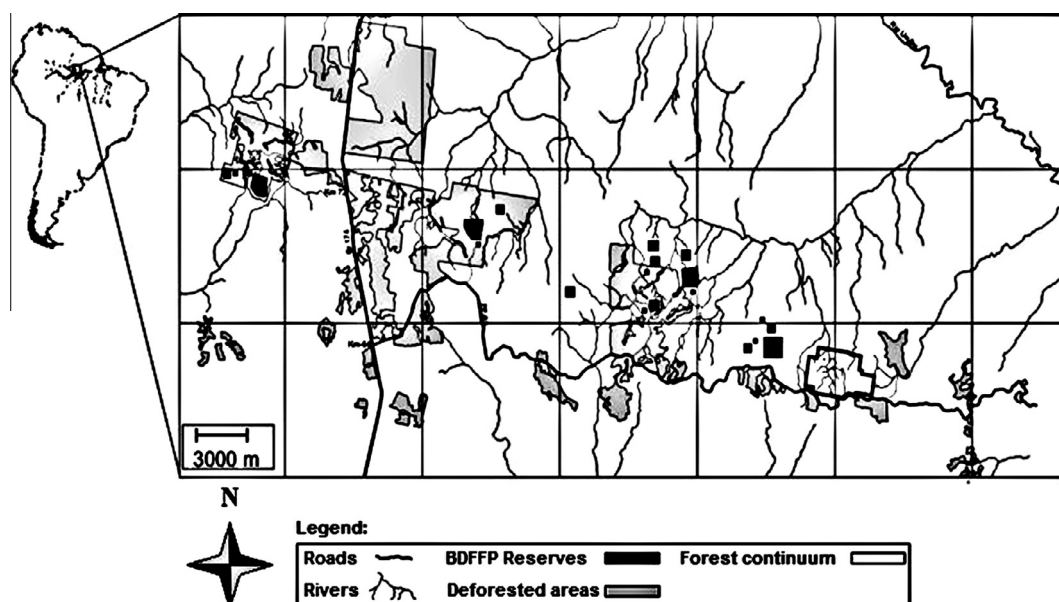 3000 m
N
Legend:
Roads BDFFP Reserves Forest continuum
Rivers Deforested areas